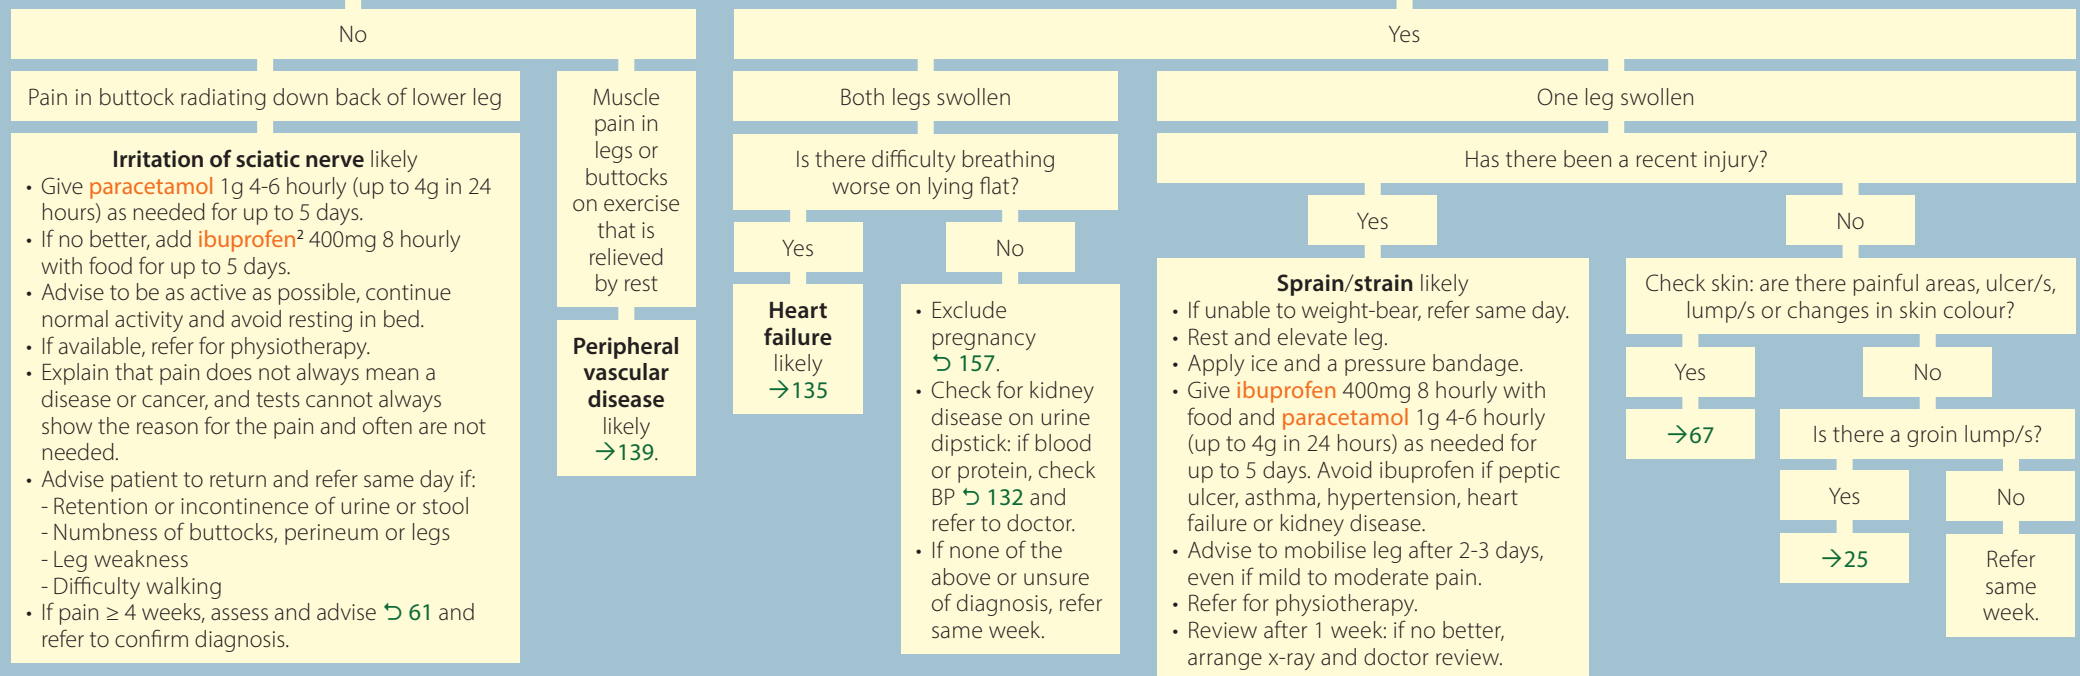 No
Pain in buttock radiating down back of lower leg
Irritation of sciatic nerve likely
• Give paracetamol 1g 4-6 hourly (up to 4g in 24
hours) as needed for up to 5 days.
• If no better, add ibuprofen² 400mg 8 hourly
with food for up to 5 days.
• Advise to be as active as possible, continue
normal activity and avoid resting in bed.
• If available, refer for physiotherapy.
• Explain that pain does not always mean a
disease or cancer, and tests cannot always
show the reason for the pain and often are not
needed.
• Advise patient to return and refer same day if:
- Retention or incontinence of urine or stool
- Numbness of buttocks, perineum or legs
- Leg weakness
- Difficulty walking
• If pain ≥ 4 weeks, assess and advise ⮌ 61 and
refer to confirm diagnosis.
Muscle
pain in
legs or
buttocks
on exercise
that is
relieved
by rest
Peripheral
vascular
disease
likely
→139.
Yes
Both legs swollen
Is there difficulty breathing
worse on lying flat?
Yes
Heart
failure
likely
→135
No
• Exclude
pregnancy
⮌ 157.
• Check for kidney
disease on urine
dipstick: if blood
or protein, check
BP ⮌ 132 and
refer to doctor.
• If none of the
above or unsure
of diagnosis, refer
same week.
One leg swollen
Has there been a recent injury?
Yes
Sprain/strain likely
• If unable to weight-bear, refer same day.
• Rest and elevate leg.
• Apply ice and a pressure bandage.
• Give ibuprofen 400mg 8 hourly with
food and paracetamol 1g 4-6 hourly
(up to 4g in 24 hours) as needed for
up to 5 days. Avoid ibuprofen if peptic
ulcer, asthma, hypertension, heart
failure or kidney disease.
• Advise to mobilise leg after 2-3 days,
even if mild to moderate pain.
• Refer for physiotherapy.
• Review after 1 week: if no better,
arrange x-ray and doctor review.
No
Check skin: are there painful areas, ulcer/s,
lump/s or changes in skin colour?
Yes
→67
No
Is there a groin lump/s?
Yes
→25
No
Refer
same
week.